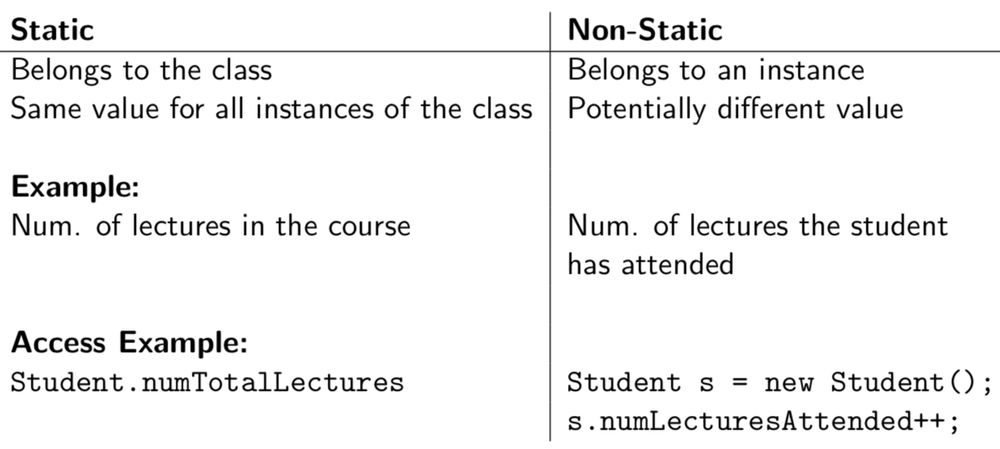 Static Non-Static
Belongs to the class Belongs to an instance
Same value for all instances of the class Potentially different value
Example:
Num. of lectures in the course Num. of lectures the student
has attended
Access Example:
Student.numTotalLectures Student s = new Student();
s.numLecturesAttended++;